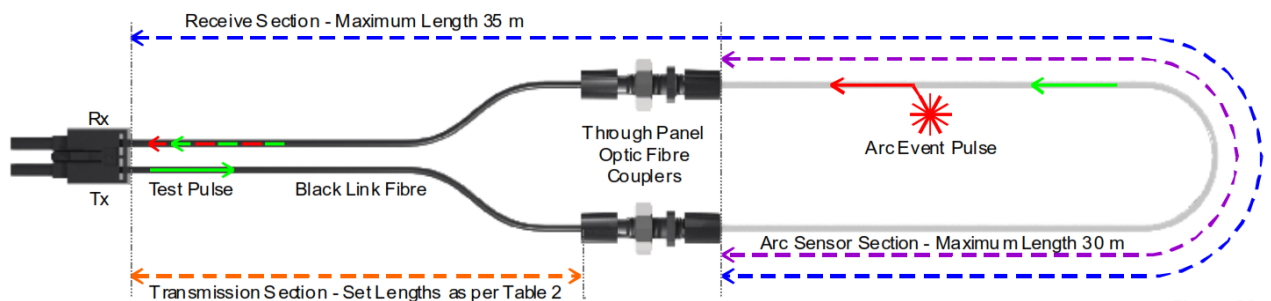 Receive Section - Maximum Length 35 m
Rx
Through Panel
Optic Fibre
Couplers
Arc Event Pulse
Tx
Test Pulse
Black Link Fibre
Arc Sensor Section - Maximum Length 30 m
Transmission Section - Set Lengths as per Table 2